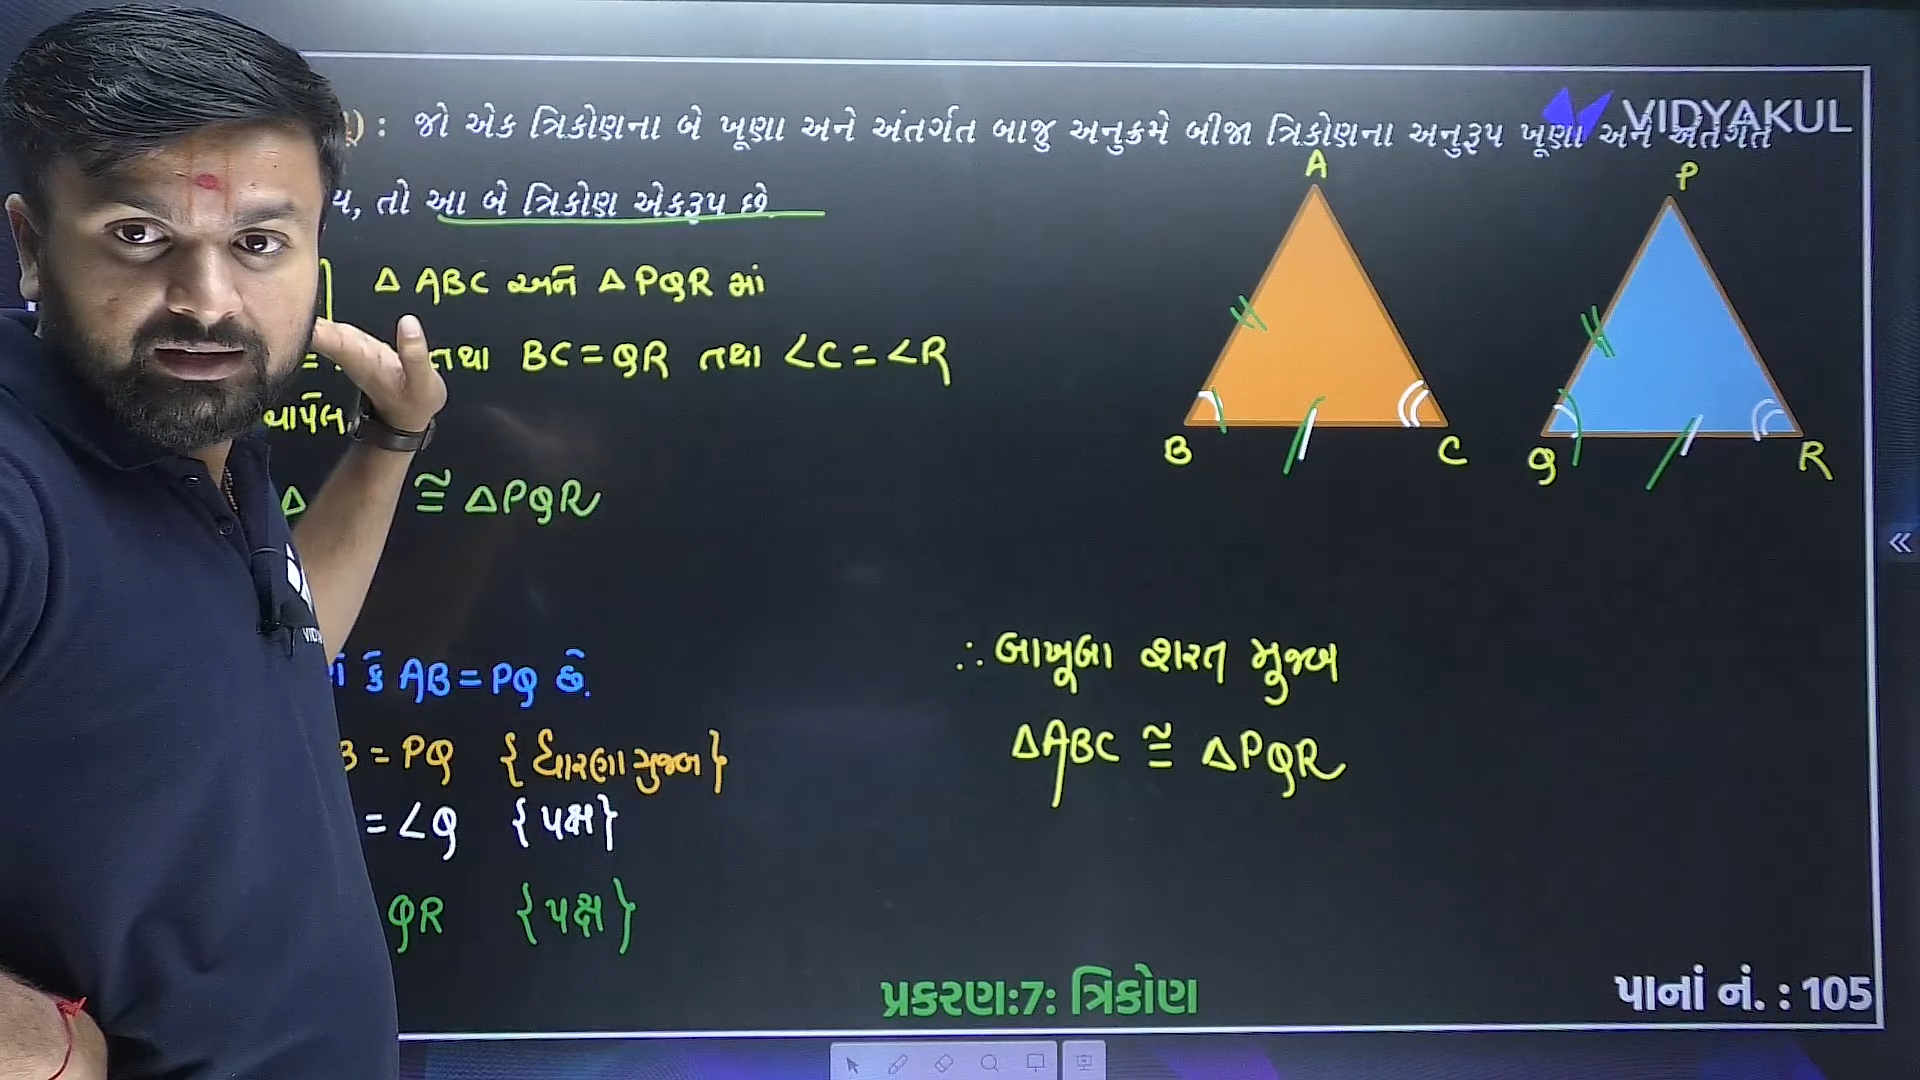 VIDYAKUL
) : જો એક ત્રિકોણના બે ખૂણા અને અંતર્ગત બાજુ અનુક્રમે બીજા ત્રિકોણના અનુરૂપ ખૂણા અને અંતર્ગત
ય, તો આ બે ત્રિકોણ એકરૂપ છે
A
P
△ ABC અને △ PQR માં
તથા BC = QR તથા ∠C = ∠R
B
C
Q
R
≅ △PQR
∴ બાખૂબા શરત મુજબ
△ABC ≅ △PQR
કે AB = PQ છે.
B = PQ {ધારણા મુજબ}
= ∠Q {પક્ષ}
QR {પક્ષ}
પ્રકરણ:7: ત્રિકોણ
પાનાં નં. : 105